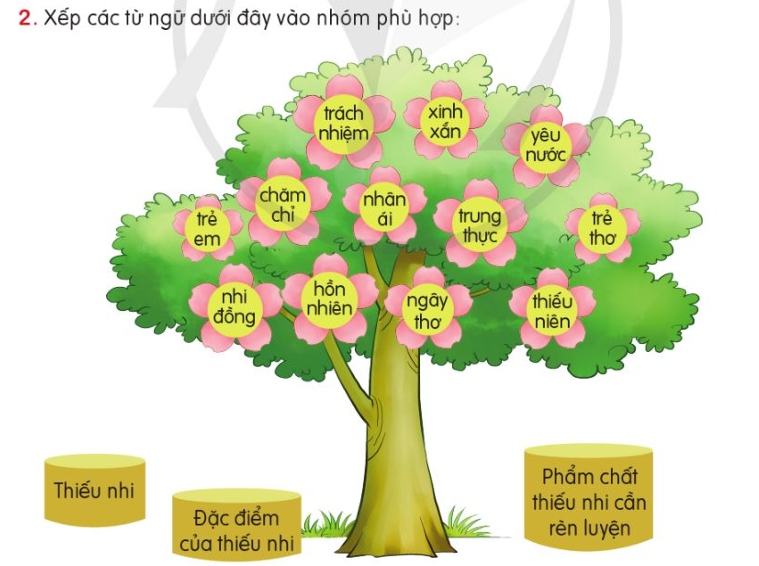 2. Xếp các từ ngữ dưới đây vào nhóm phù hợp:
trách
nhiệm
xinh
xắn
yêu
nước
chăm
chỉ
nhân
ái
trẻ
em
trung
thực
trẻ
thơ
nhi
đồng
hồn
nhiên
ngây
thơ
thiếu
niên
Thiếu nhi
Đặc điểm
của thiếu nhi
Phẩm chất
thiếu nhi cần
rèn luyện